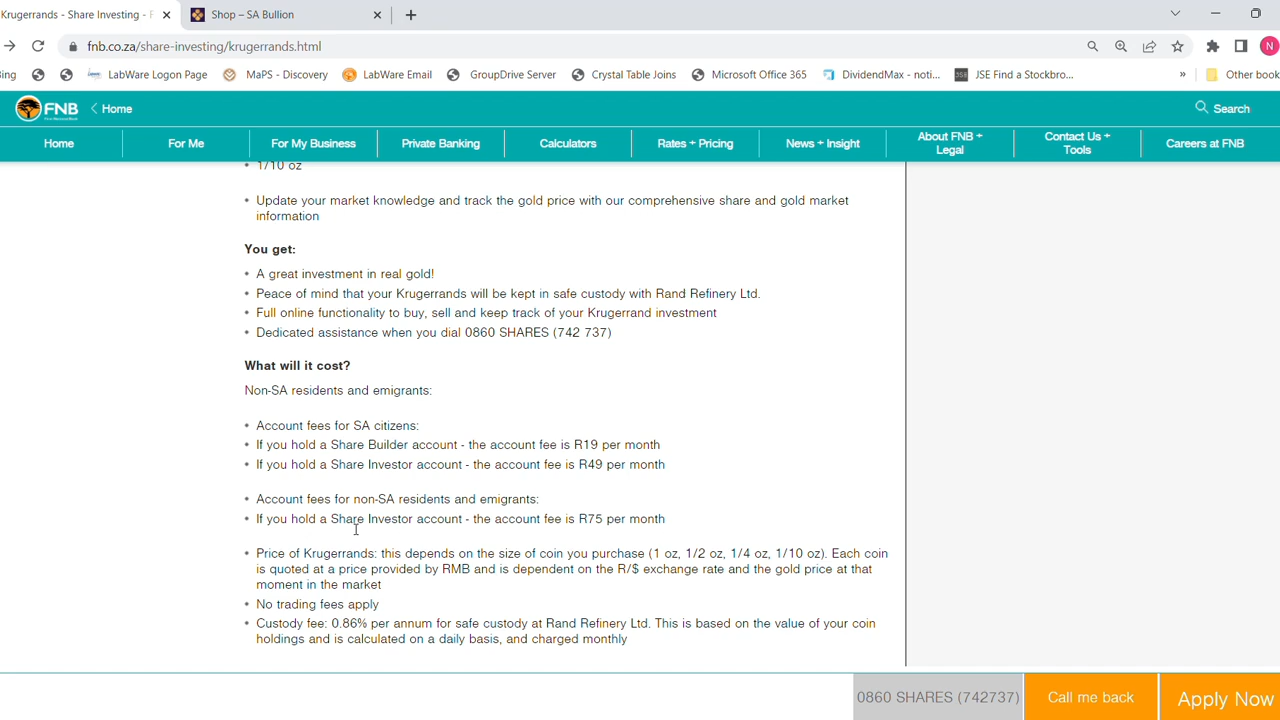 Krugerrands - Share Investing - F
Shop – SA Bullion
fnb.co.za/share-investing/krugerrands.html
N
ing
LabWare Logon Page
MaPS - Discovery
LabWare Email
GroupDrive Server
Crystal Table Joins
Microsoft Office 365
DividendMax - noti...
JSE Find a Stockbro...
»
Other book
FNB
Home
Search
Home
For Me
For My Business
Private Banking
Calculators
Rates + Pricing
News + Insight
About FNB +
Legal
Contact Us +
Tools
Careers at FNB
• 1/10 oz
• Update your market knowledge and track the gold price with our comprehensive share and gold market
information
You get:
• A great investment in real gold!
• Peace of mind that your Krugerrands will be kept in safe custody with Rand Refinery Ltd.
• Full online functionality to buy, sell and keep track of your Krugerrand investment
• Dedicated assistance when you dial 0860 SHARES (742 737)
What will it cost?
Non-SA residents and emigrants:
• Account fees for SA citizens:
• If you hold a Share Builder account - the account fee is R19 per month
• If you hold a Share Investor account - the account fee is R49 per month
• Account fees for non-SA residents and emigrants:
• If you hold a Share Investor account - the account fee is R75 per month
• Price of Krugerrands: this depends on the size of coin you purchase (1 oz, 1/2 oz, 1/4 oz, 1/10 oz). Each coin
is quoted at a price provided by RMB and is dependent on the R/$ exchange rate and the gold price at that
moment in the market
• No trading fees apply
• Custody fee: 0.86% per annum for safe custody at Rand Refinery Ltd. This is based on the value of your coin
holdings and is calculated on a daily basis, and charged monthly
0860 SHARES (742737)
Call me back
Apply Now